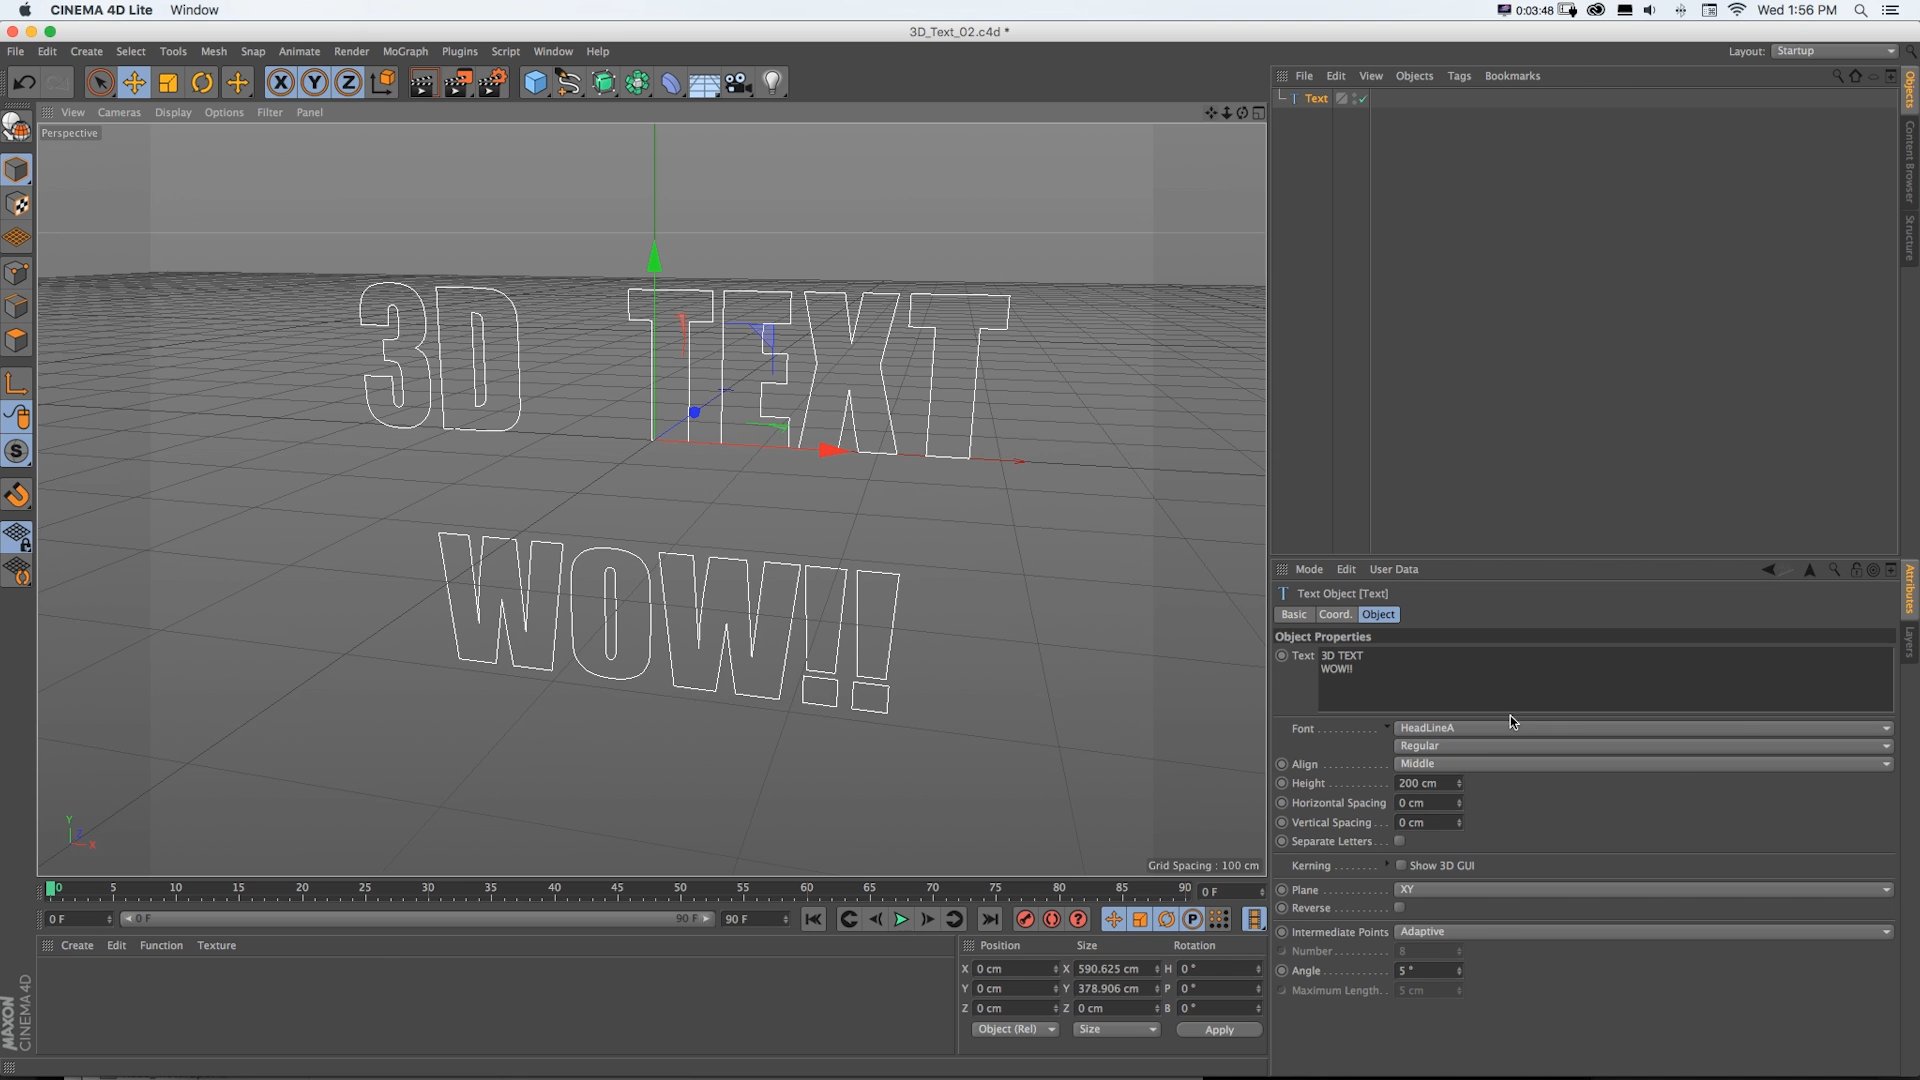 CINEMA 4D Lite Window
0:03:48 Wed 1:56 PM
3D_Text_02.c4d *
File Edit Create Select Tools Mesh Snap Animate Render MoGraph Plugins Script Window Help
Layout: Startup
X Y Z
View Cameras Display Options Filter Panel
Perspective
3D TEXT
WOW!!
Y
Z
X
Grid Spacing : 100 cm
0 5 10 15 20 25 30 35 40 45 50 55 60 65 70 75 80 85 90 0 F
0 F 0 F 90 F 90 F
P
Create Edit Function Texture
Position Size Rotation
X 0 cm X 590.625 cm H 0 °
Y 0 cm Y 378.906 cm P 0 °
Z 0 cm Z 0 cm B 0 °
Object (Rel) Size Apply
MAXON
CINEMA 4D
File Edit View Objects Tags Bookmarks
Text
Objects
Content Browser
Structure
Mode Edit User Data
Text Object [Text]
Basic Coord. Object
Object Properties
Text 3D TEXT
WOW!!
Font . . . . . . . . . . HeadLineA
Regular
Align . . . . . . . . . . . Middle
Height . . . . . . . . . . 200 cm
Horizontal Spacing 0 cm
Vertical Spacing . . . 0 cm
Separate Letters . . .
Kerning . . . . . . . . Show 3D GUI
Plane . . . . . . . . . . . XY
Reverse . . . . . . . . .
Intermediate Points Adaptive
Number . . . . . . . . . 8
Angle . . . . . . . . . . . 5 °
Maximum Length . . 5 cm
Attributes
Layers